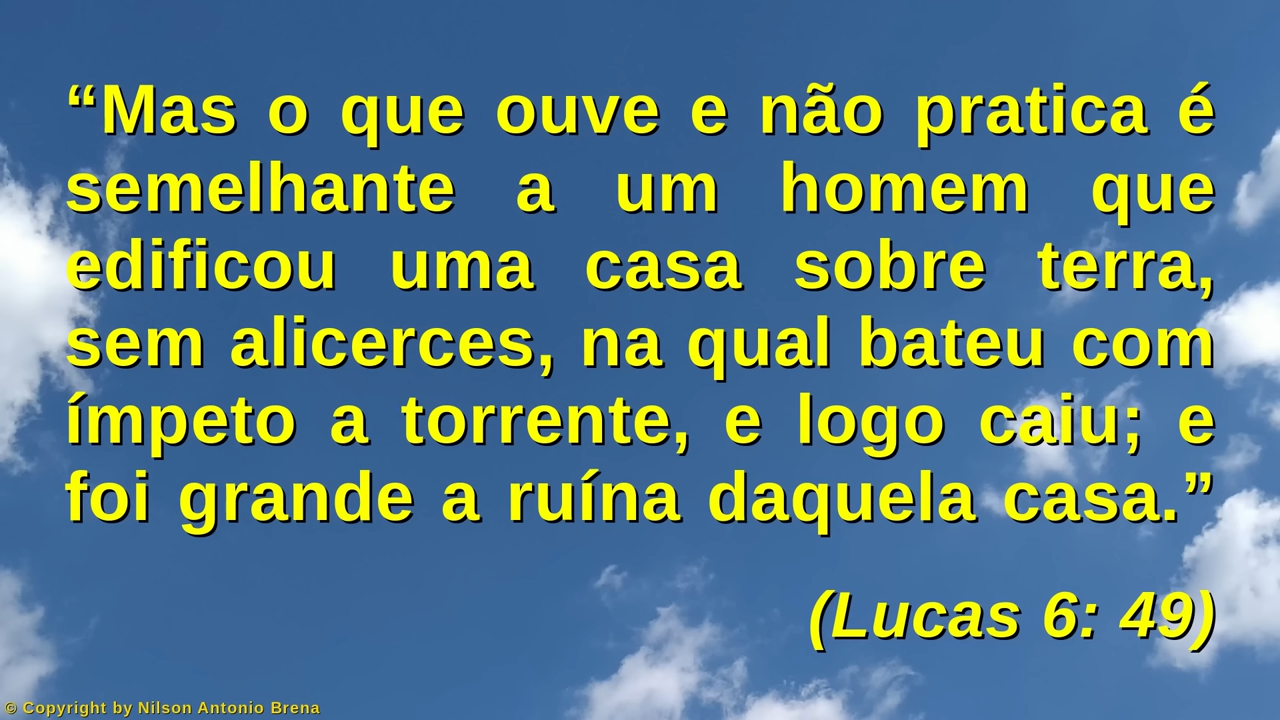 “Mas o que ouve e não pratica é
semelhante a um homem que
edificou uma casa sobre terra,
sem alicerces, na qual bateu com
ímpeto a torrente, e logo caiu; e
foi grande a ruína daquela casa.”
(Lucas 6: 49)
© Copyright by Nilson Antonio Brena